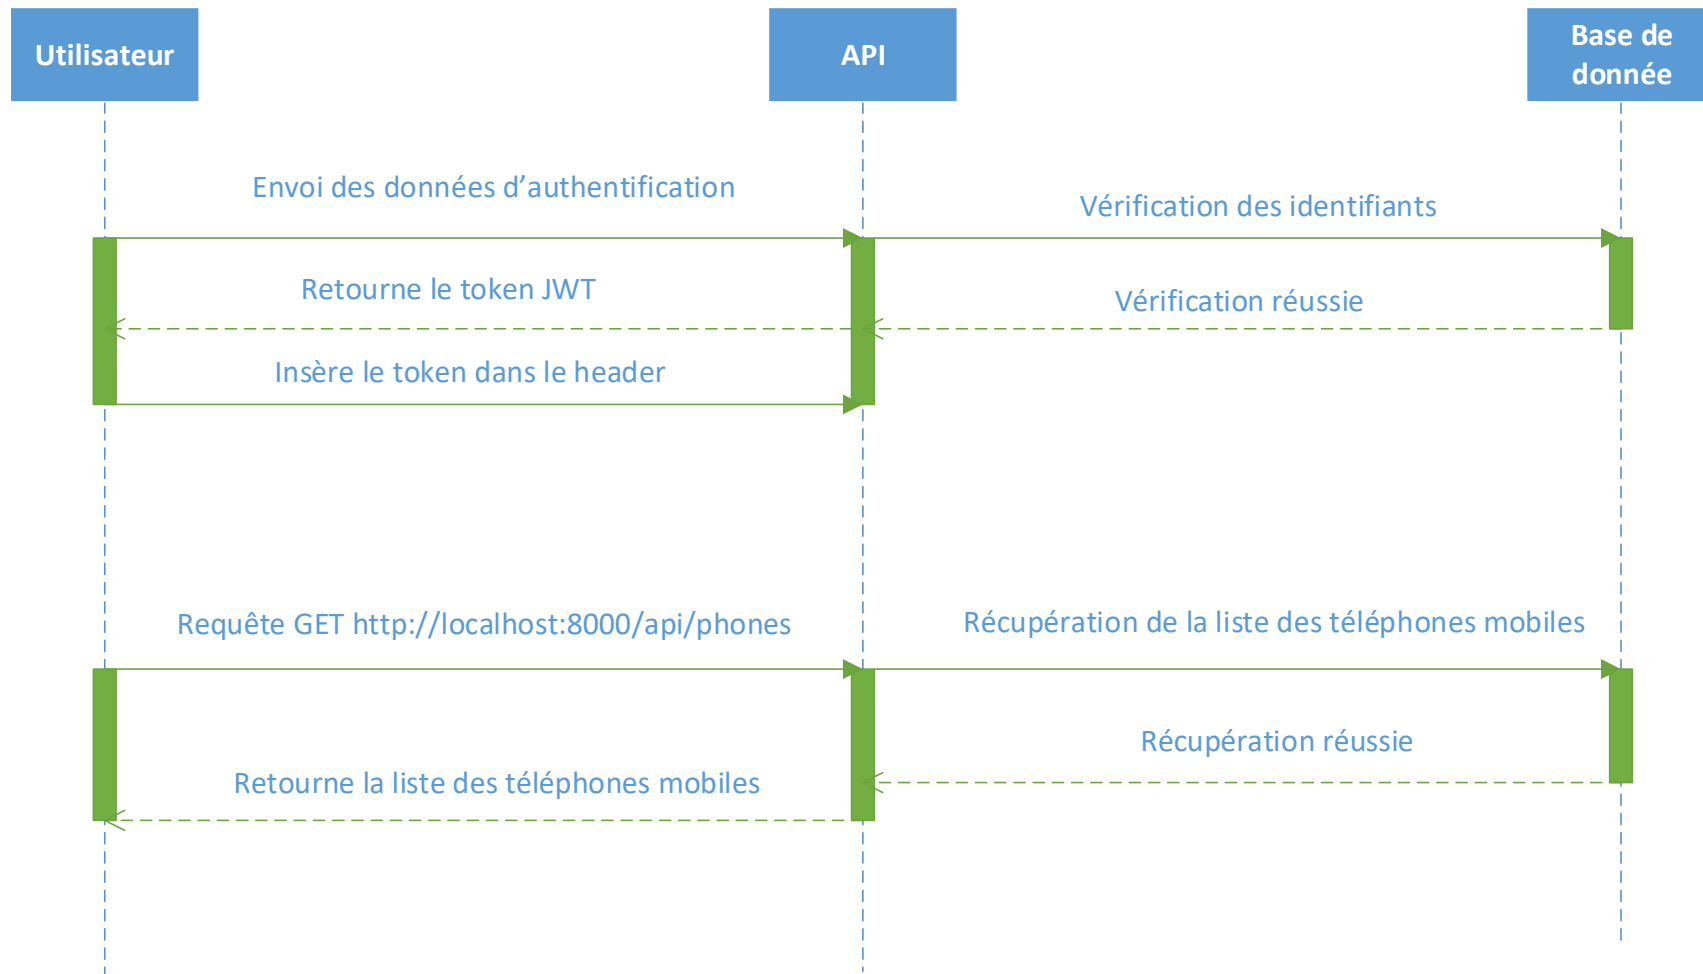 Utilisateur
API
Base de
donnée
Envoi des données d’authentification
Vérification des identifiants
Retourne le token JWT
Vérification réussie
Insère le token dans le header
Requête GET http://localhost:8000/api/phones
Récupération de la liste des téléphones mobiles
Récupération réussie
Retourne la liste des téléphones mobiles